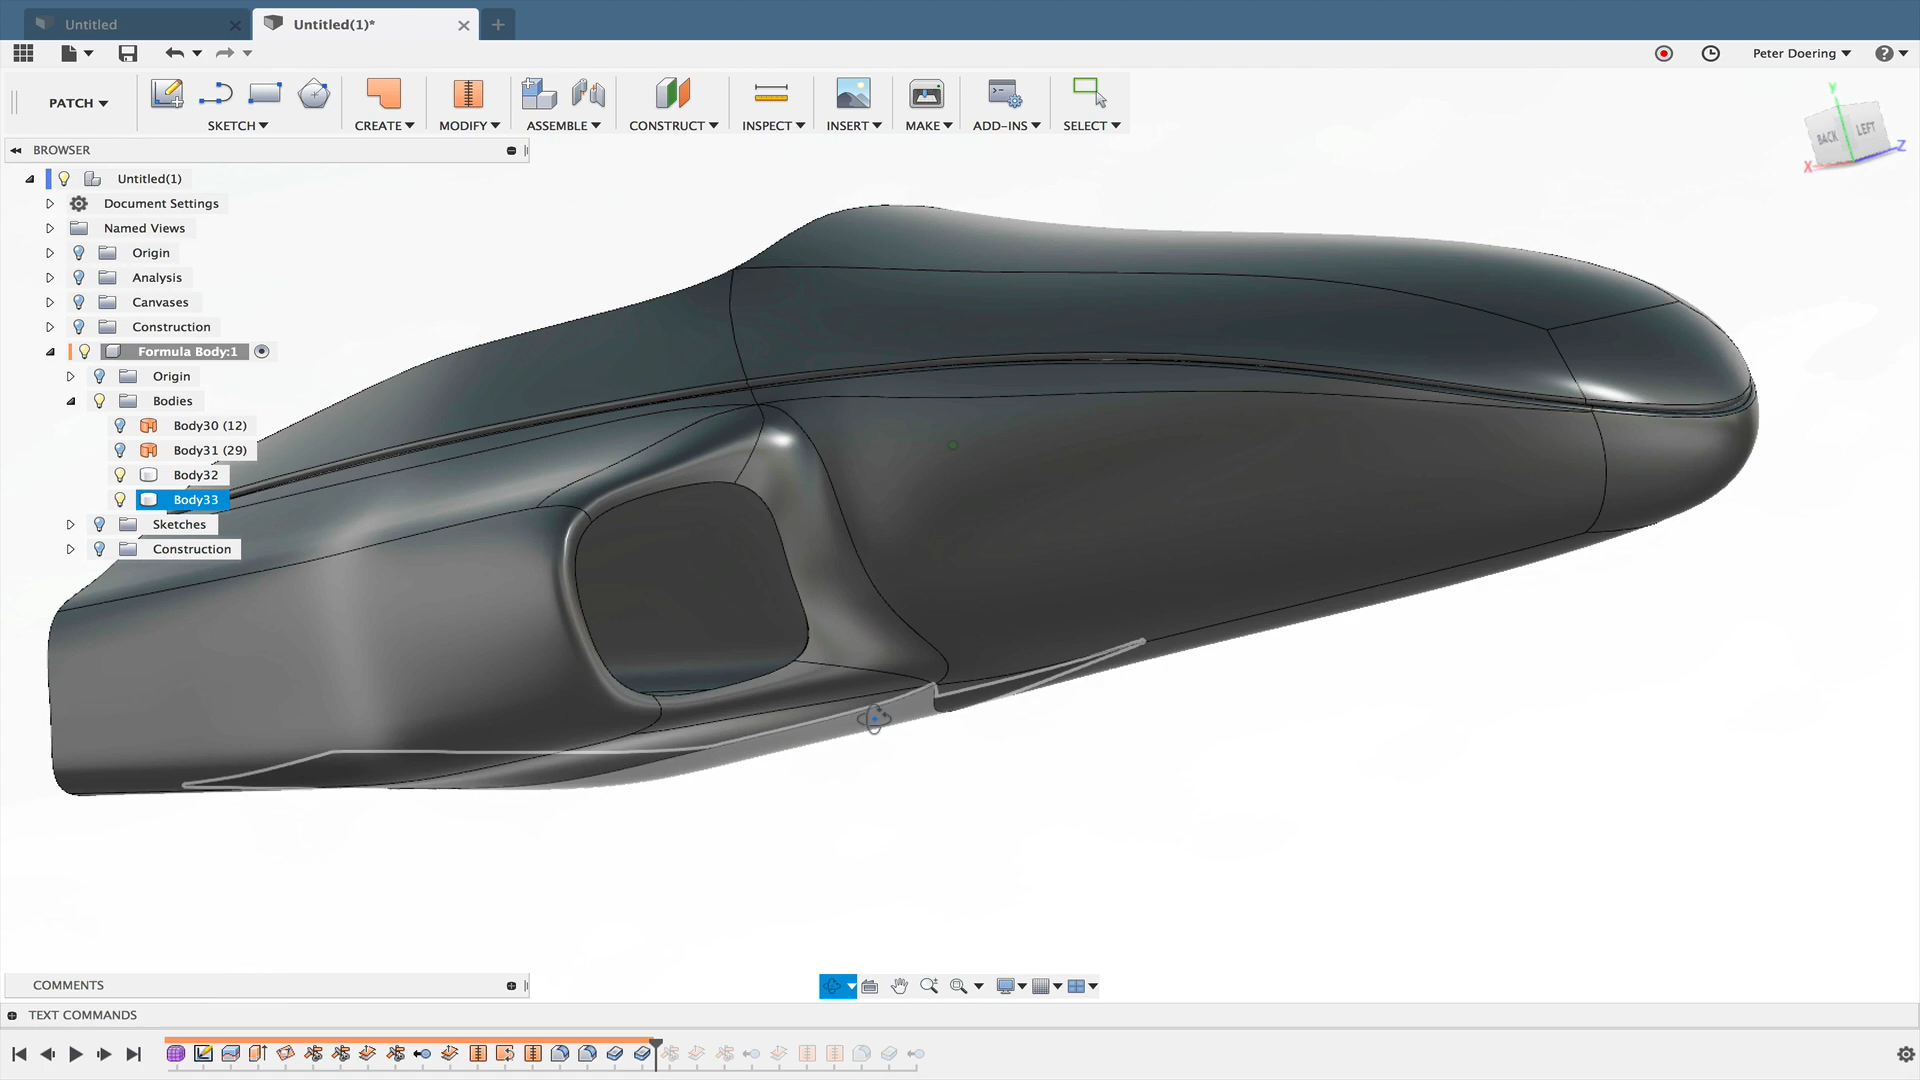 Untitled
Untitled(1)*
Peter Doering
PATCH
SKETCH
CREATE
MODIFY
ASSEMBLE
CONSTRUCT
INSPECT
INSERT
MAKE
ADD-INS
SELECT
Y
BACK
LEFT
Z
X
BROWSER
Untitled(1)
Document Settings
Named Views
Origin
Analysis
Canvases
Construction
Formula Body:1
Origin
Bodies
Body30 (12)
Body31 (29)
Body32
Body33
Sketches
Construction
COMMENTS
TEXT COMMANDS